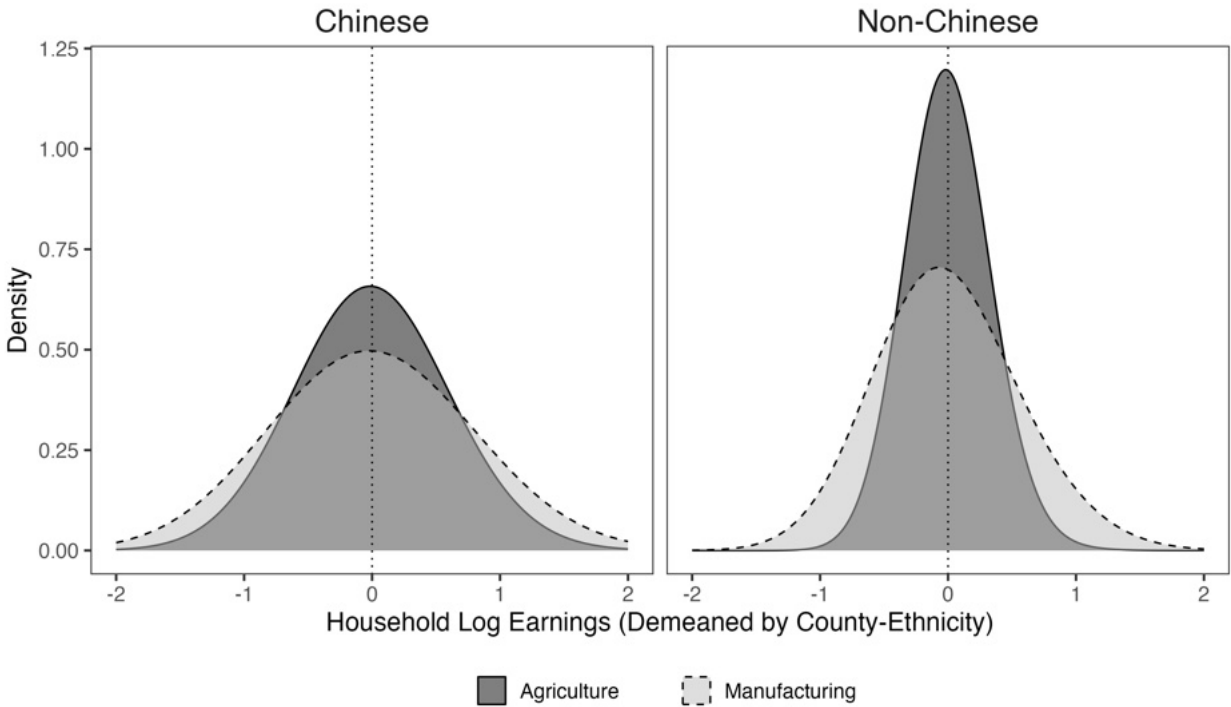 Chinese
Non-Chinese
1.25
1.00
0.75
0.50
0.25
0.00
Density
-2 -1 0 1 2
-2 -1 0 1 2
Household Log Earnings (Demeaned by County-Ethnicity)
Agriculture
Manufacturing